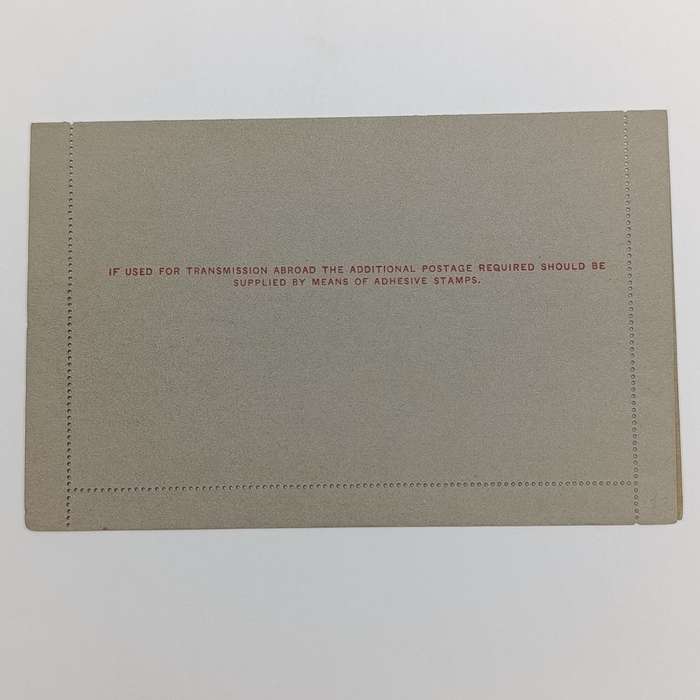 IF USED FOR TRANSMISSION ABROAD THE ADDITIONAL POSTAGE REQUIRED SHOULD BE
SUPPLIED BY MEANS OF ADHESIVE STAMPS.